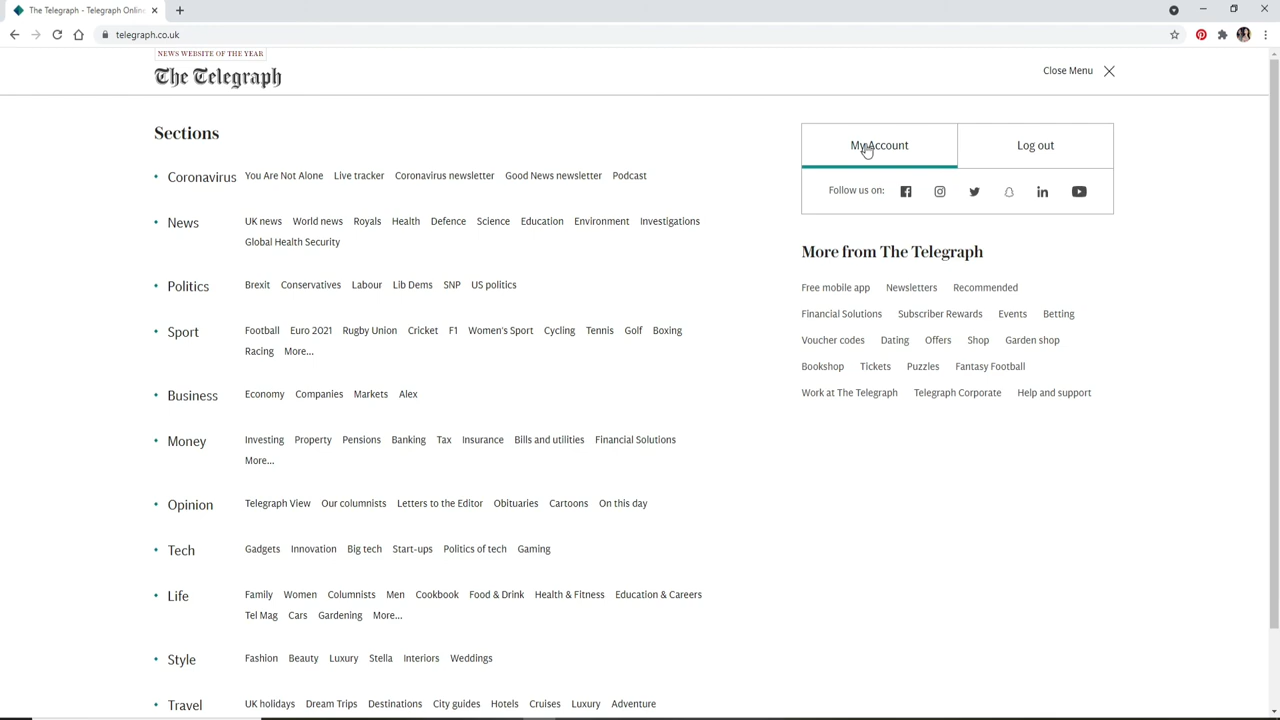 The Telegraph - Telegraph Onlin
telegraph.co.uk
NEWS WEBSITE OF THE YEAR
The Telegraph
Close Menu
Sections
Coronavirus You Are Not Alone Live tracker Coronavirus newsletter Good News newsletter Podcast
News UK news World news Royals Health Defence Science Education Environment Investigations
Global Health Security
Politics Brexit Conservatives Labour Lib Dems SNP US politics
Sport Football Euro 2021 Rugby Union Cricket F1 Women's Sport Cycling Tennis Golf Boxing
Racing More...
Business Economy Companies Markets Alex
Money Investing Property Pensions Banking Tax Insurance Bills and utilities Financial Solutions
More...
Opinion Telegraph View Our columnists Letters to the Editor Obituaries Cartoons On this day
Tech Gadgets Innovation Big tech Start-ups Politics of tech Gaming
Life Family Women Columnists Men Cookbook Food & Drink Health & Fitness Education & Careers
Tel Mag Cars Gardening More...
Style Fashion Beauty Luxury Stella Interiors Weddings
Travel UK holidays Dream Trips Destinations City guides Hotels Cruises Luxury Adventure
My Account Log out
Follow us on:
More from The Telegraph
Free mobile app Newsletters Recommended
Financial Solutions Subscriber Rewards Events Betting
Voucher codes Dating Offers Shop Garden shop
Bookshop Tickets Puzzles Fantasy Football
Work at The Telegraph Telegraph Corporate Help and support